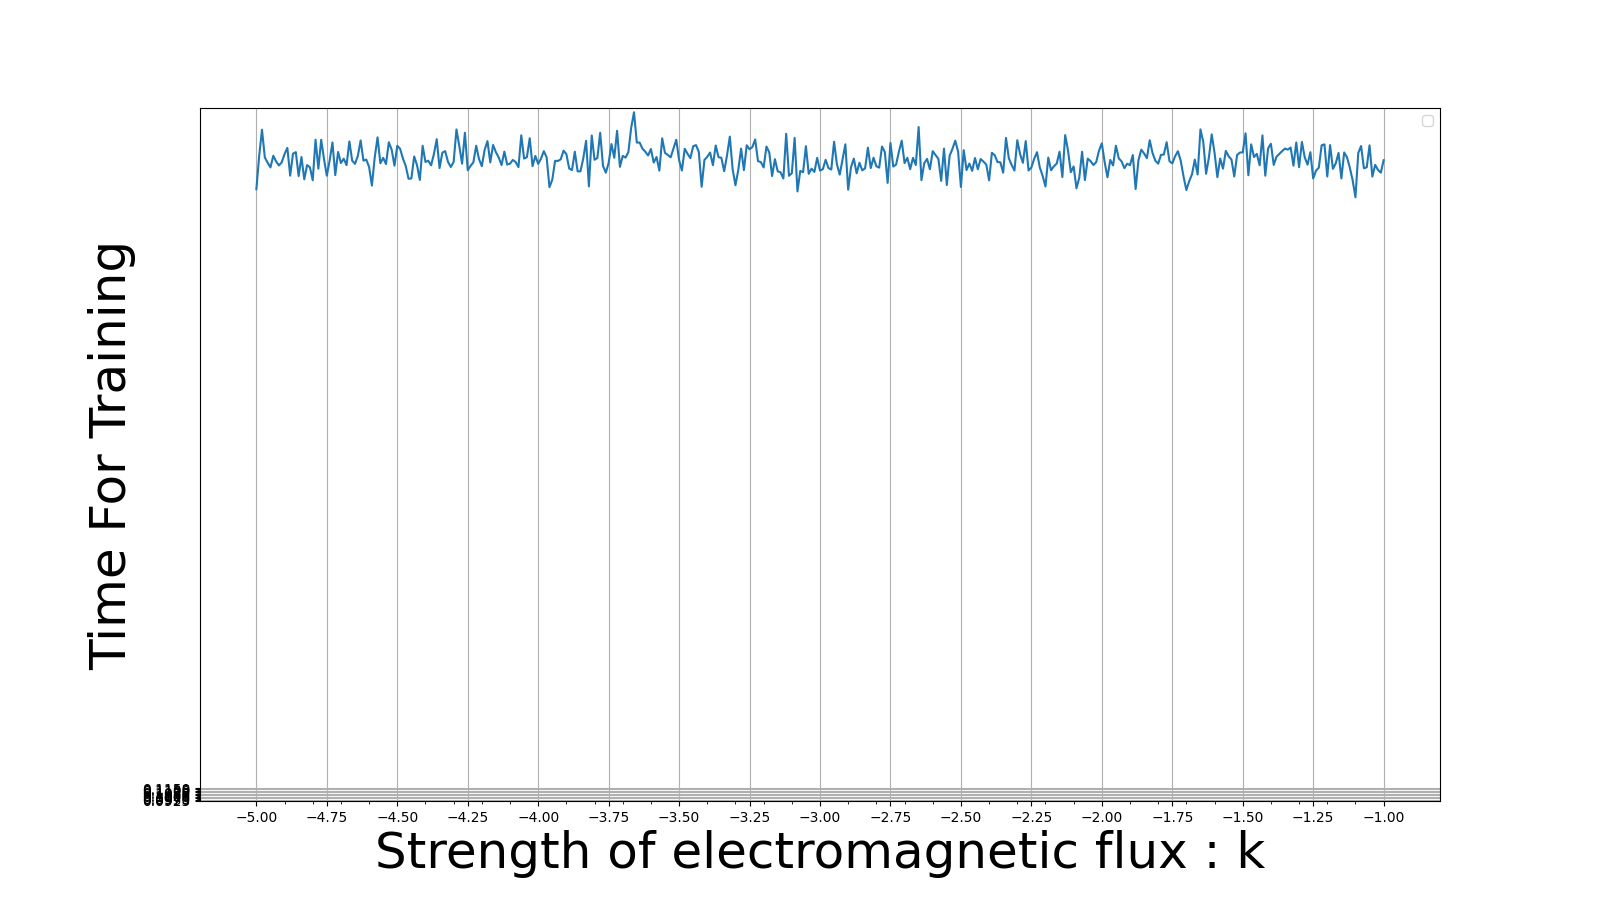 Time For Training
−5.00 −4.75 −4.50 −4.25 −4.00 −3.75 −3.50 −3.25 −3.00 −2.75 −2.50 −2.25 −2.00 −1.75 −1.50 −1.25 −1.00
Strength of electromagnetic flux : k